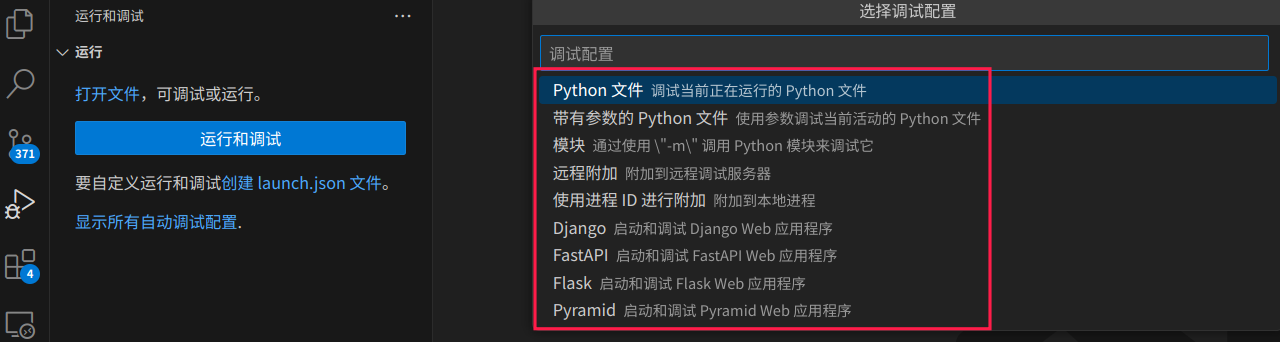 运行和调试 ···
运行
打开文件，可调试或运行。
运行和调试
要自定义运行和调试创建 launch.json 文件。
显示所有自动调试配置.
371
4
选择调试配置
调试配置
Python 文件 调试当前正在运行的 Python 文件
带有参数的 Python 文件 使用参数调试当前活动的 Python 文件
模块 通过使用 \"-m\" 调用 Python 模块来调试它
远程附加 附加到远程调试服务器
使用进程 ID 进行附加 附加到本地进程
Django 启动和调试 Django Web 应用程序
FastAPI 启动和调试 FastAPI Web 应用程序
Flask 启动和调试 Flask Web 应用程序
Pyramid 启动和调试 Pyramid Web 应用程序